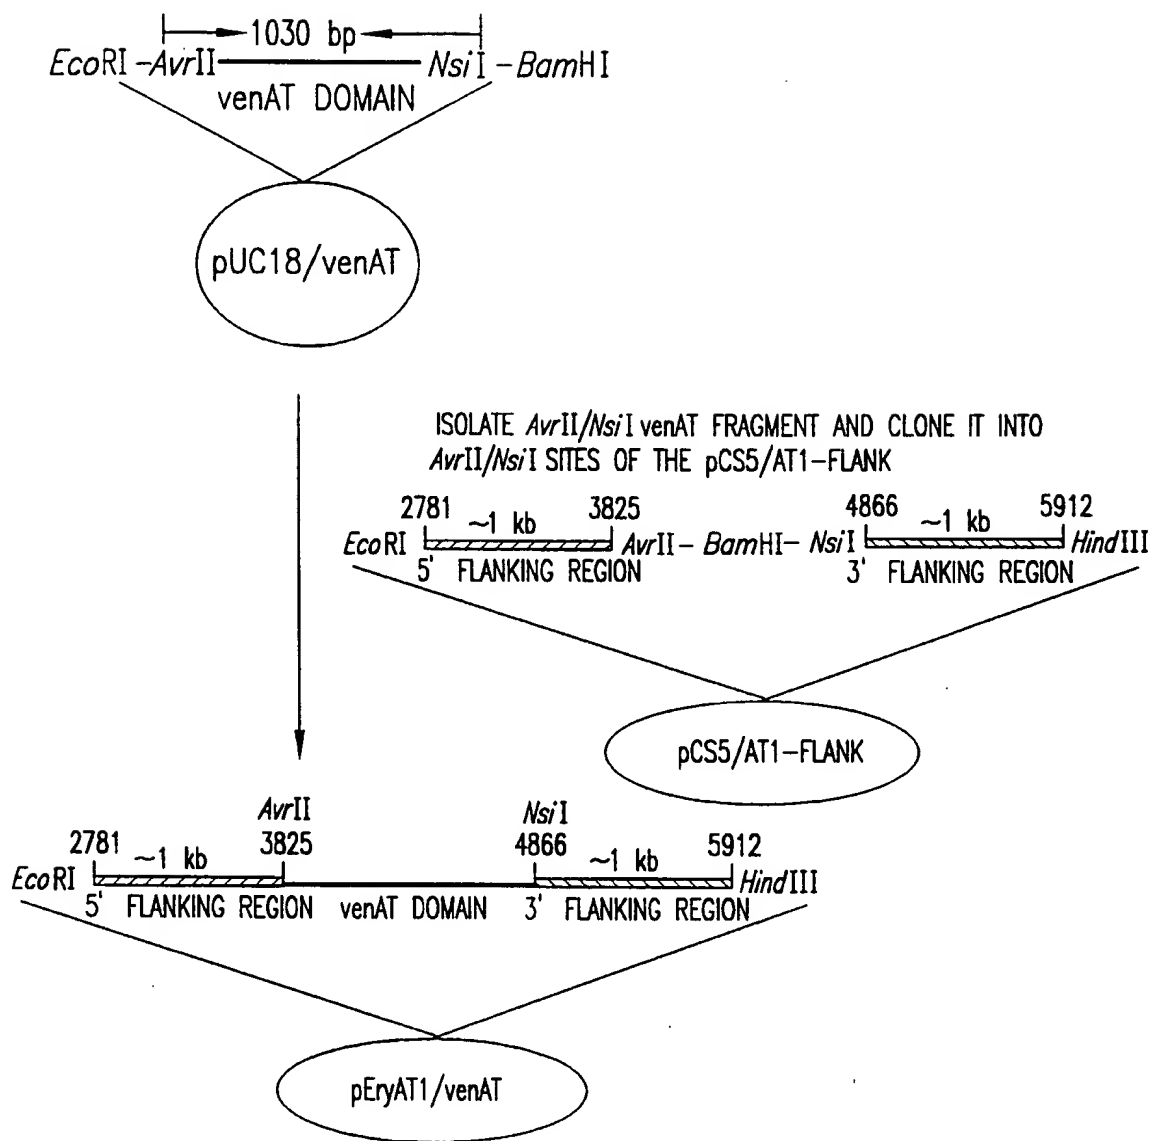 1030 bp
EcoRI-AvrII NsiI-BamHI
venAT DOMAIN
pUC18/venAT
ISOLATE AvrII/NsiI venAT FRAGMENT AND CLONE IT INTO
AvrII/NsiI SITES OF THE pCS5/AT1-FLANK
2781 ~1 kb 3825 4866 ~1 kb 5912
EcoRI AvrII-BamHI-NsiI HindIII
5' FLANKING REGION 3' FLANKING REGION
pCS5/AT1-FLANK
AvrII NsiI
2781 ~1 kb 3825 4866 ~1 kb 5912
EcoRI HindIII
5' FLANKING REGION venAT DOMAIN 3' FLANKING REGION
pEryAT1/venAT